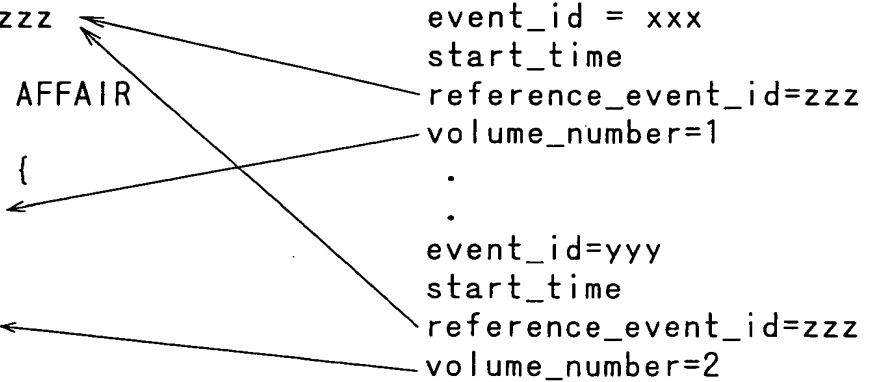 zzz
AFFAIR
{
event_id = xxx
start_time
reference_event_id=zzz
volume_number=1
.
.
event_id=yyy
start_time
reference_event_id=zzz
volume_number=2